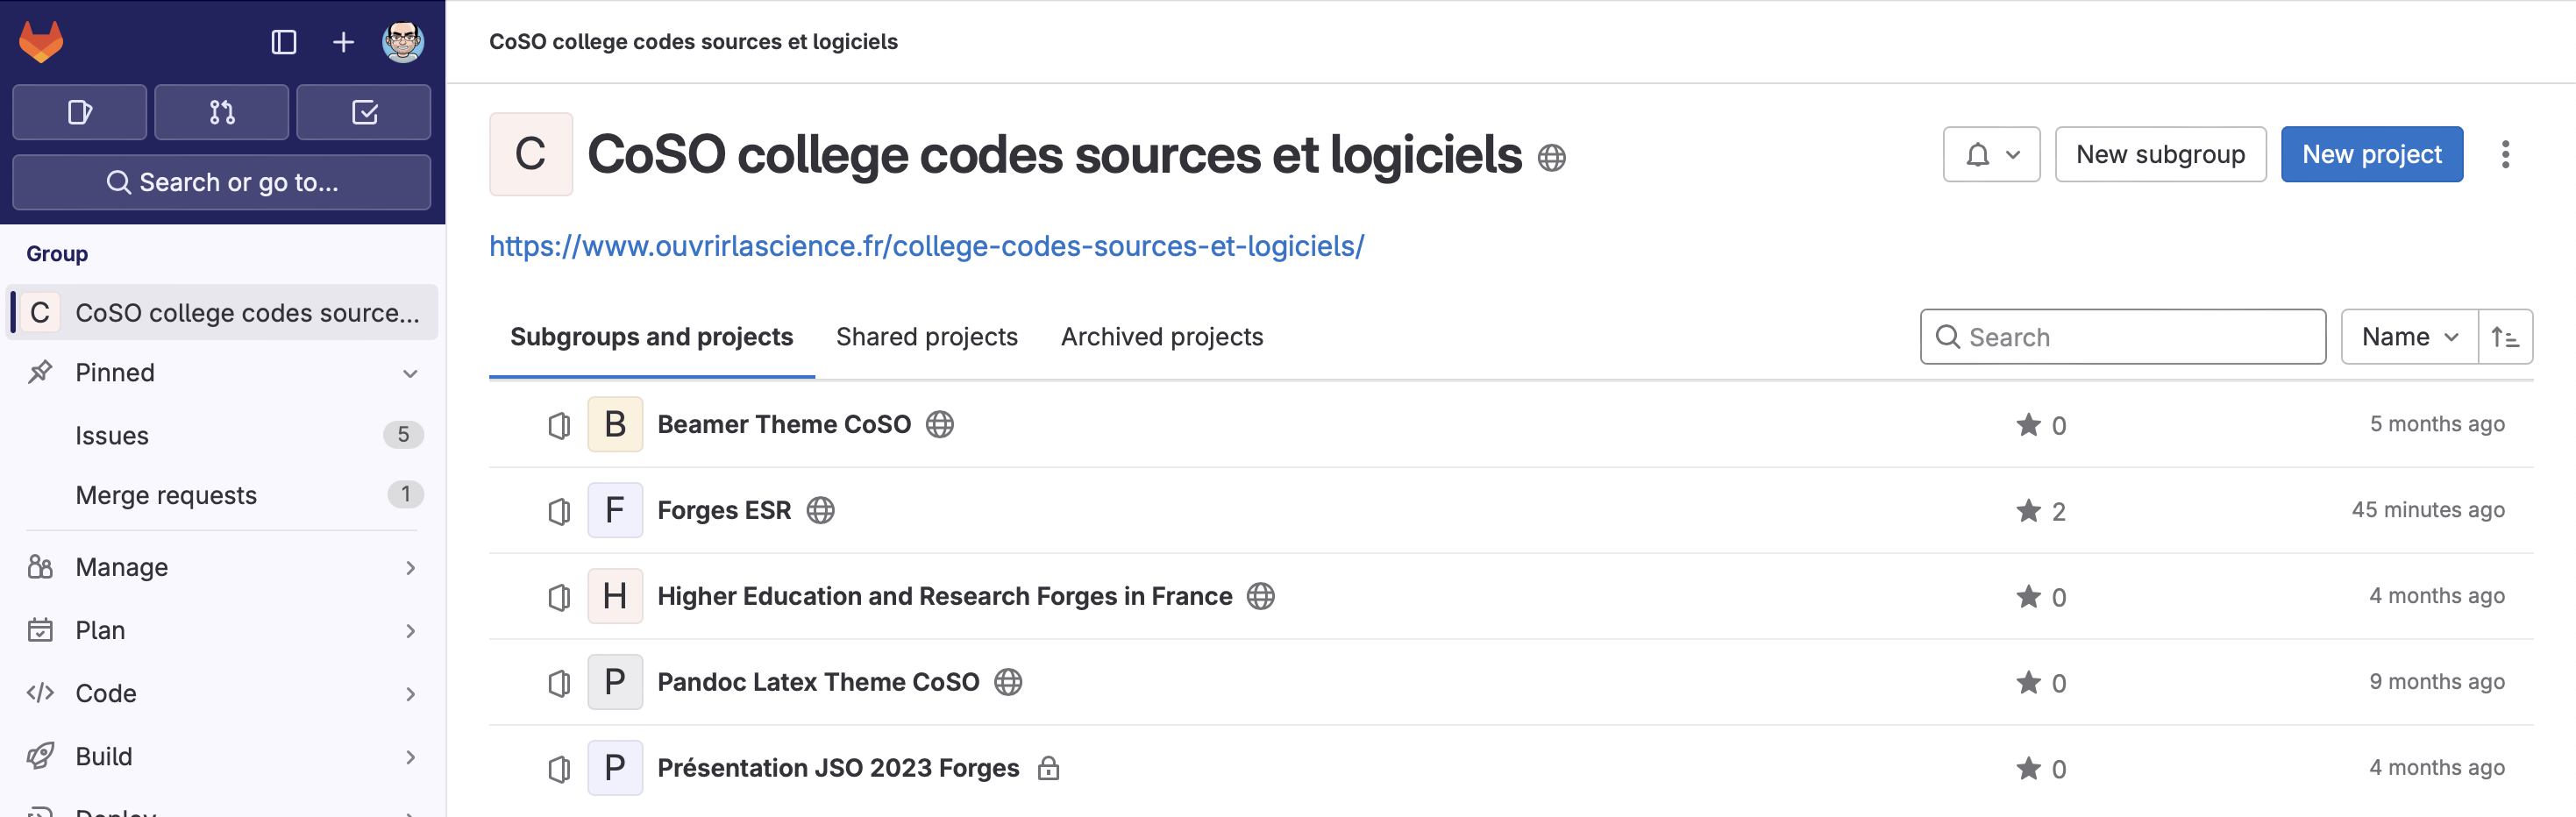 CoSO college codes sources et logiciels
Search or go to...
Group
C CoSO college codes source...
Pinned
Issues 5
Merge requests 1
Manage
Plan
Code
Build
Deploy
C CoSO college codes sources et logiciels
New subgroup New project
https://www.ouvrirlascience.fr/college-codes-sources-et-logiciels/
Subgroups and projects Shared projects Archived projects Search Name
B Beamer Theme CoSO 0 5 months ago
F Forges ESR 2 45 minutes ago
H Higher Education and Research Forges in France 0 4 months ago
P Pandoc Latex Theme CoSO 0 9 months ago
P Présentation JSO 2023 Forges 0 4 months ago